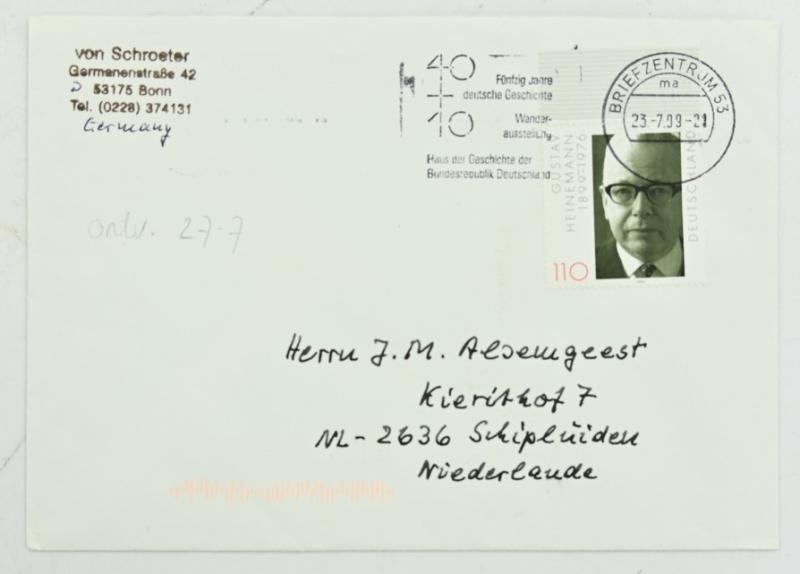 von Schroeter
Germanenstraße 42
D 53175 Bonn
Tel. (0228) 374131
Germany
40
+
10
Fünfzig Jahre
deutsche Geschichte
Wander-
ausstellung
Haus der Geschichte der
Bundesrepublik Deutschland
BRIEFZENTRUM 53
ma
23-7.99-21
GUSTAV
HEINEMANN
1899-1976
DEUTSCHLAND
110
ontv. 27-7
Herrn J. M. Alsemgeest
Kierithof 7
NL-2636 Schiplüiden
Niederlande